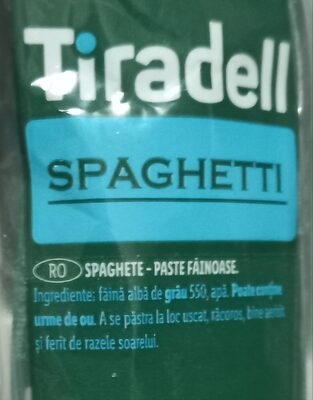 Tiradell
SPAGHETTI
RO SPAGHETE - PASTE FĂINOASE.
Ingrediente: făină albă de grâu 550, apă. Poate conține
urme de ou. A se păstra la loc uscat, răcoros, bine aerisit
și ferit de razele soarelui.